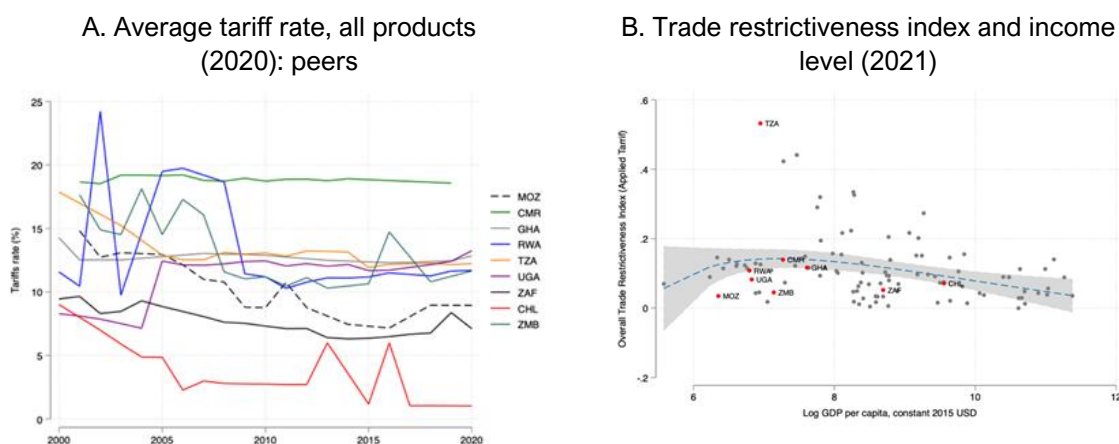 A. Average tariff rate, all products
(2020): peers
25
20
15
10
5
0
Tariffs rate (%)
2000
2005
2010
2015
2020
MOZ
CMR
GHA
RWA
TZA
UGA
ZAF
CHL
ZMB
B. Trade restrictiveness index and income
level (2021)
.6
.4
.2
0
-.2
Overall Trade Restrictiveness Index (Applied Tarrif)
TZA
CMR
GHA
RWA
UGA
MOZ
ZMB
ZAF
CHL
6
8
10
12
Log GDP per capita, constant 2015 USD